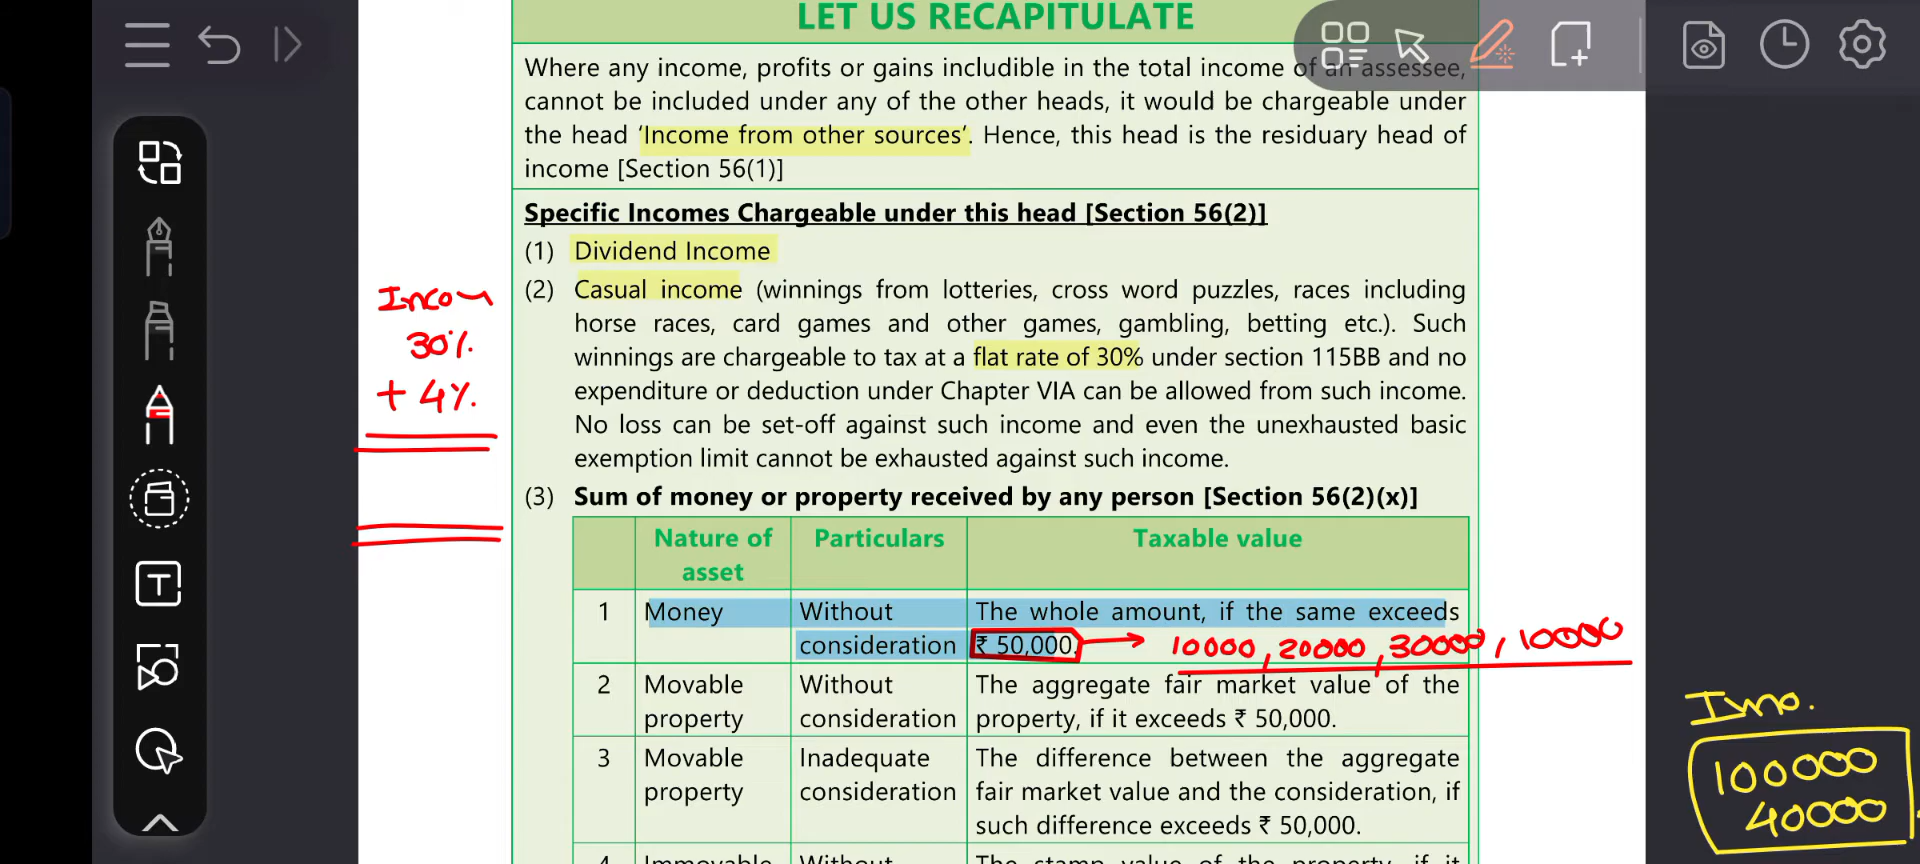 LET US RECAPITULATE
Where any income, profits or gains includible in the total income of an assessee,
cannot be included under any of the other heads, it would be chargeable under
the head ‘Income from other sources’. Hence, this head is the residuary head of
income [Section 56(1)]
Specific Incomes Chargeable under this head [Section 56(2)]
(1) Dividend Income
(2) Casual income (winnings from lotteries, cross word puzzles, races including
horse races, card games and other games, gambling, betting etc.). Such
winnings are chargeable to tax at a flat rate of 30% under section 115BB and no
expenditure or deduction under Chapter VIA can be allowed from such income.
No loss can be set-off against such income and even the unexhausted basic
exemption limit cannot be exhausted against such income.
30%.
+ 4%.
(3) Sum of money or property received by any person [Section 56(2)(x)]
Nature of asset Particulars Taxable value
1 Money Without The whole amount, if the same exceeds
consideration ₹ 50,000. 10000, 20000, 30000, 10000
2 Movable Without The aggregate fair market value of the
property consideration property, if it exceeds ₹ 50,000.
3 Movable Inadequate The difference between the aggregate
property consideration fair market value and the consideration, if
such difference exceeds ₹ 50,000.
4 Immovable Without The stamp value of the property, if it
100000
40000
T